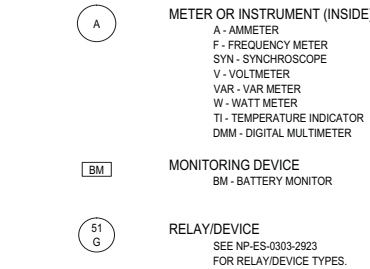 A
METER OR INSTRUMENT (INSIDE)
A - AMMETER
F - FREQUENCY METER
SYN - SYNCHROSCOPE
V - VOLTMETER
VAR - VAR METER
W - WATT METER
TI - TEMPERATURE INDICATOR
DMM - DIGITAL MULTIMETER
BM
MONITORING DEVICE
BM - BATTERY MONITOR
51
G
RELAY/DEVICE
SEE NP-ES-0303-2923
FOR RELAY/DEVICE TYPES.